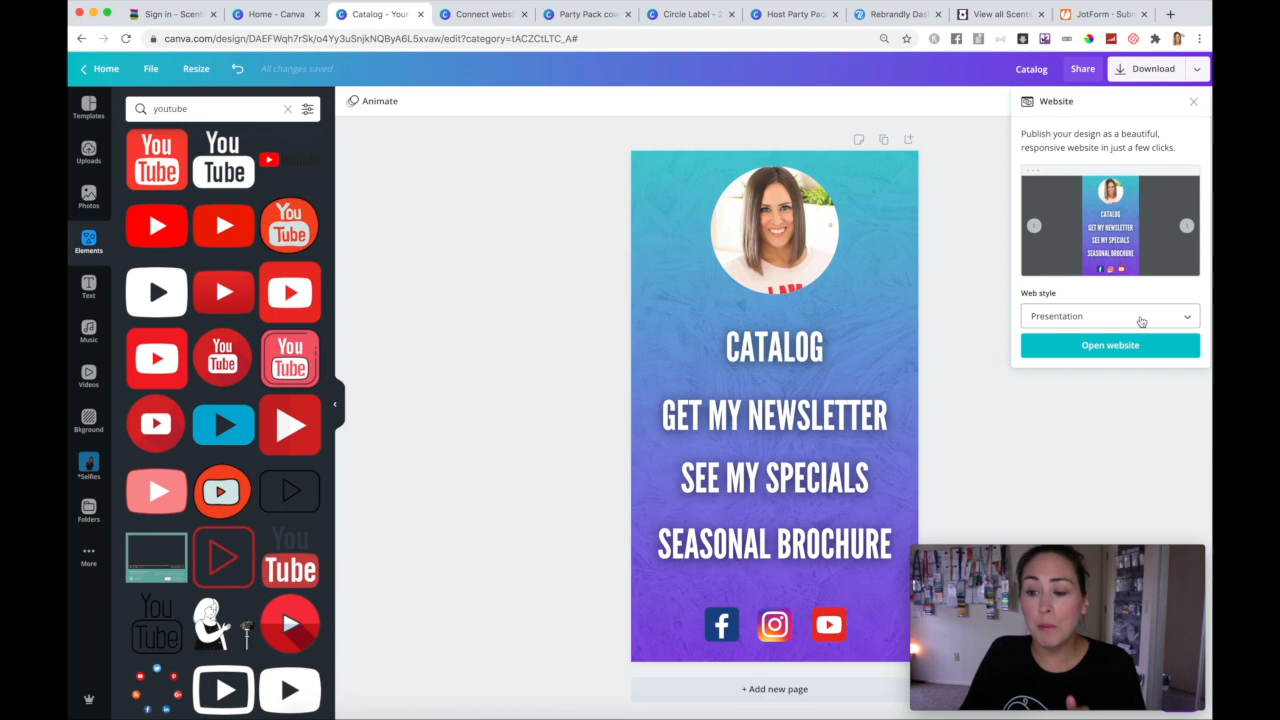 Sign in - Scent
Home - Canva
Catalog - Your
Connect websi
Party Pack cov
Circle Label - 2
Host Party Pac
Rebrandly Das
View all Scents
JotForm - Subm
canva.com/design/DAEFWqh7rSk/o4Yy3uSnjkNQByA6L5xvaw/edit?category=tACZCtLTC_A#
Home
File
Resize
All changes saved
Catalog
Share
Download
Templates
Uploads
Photos
Elements
Text
Music
Videos
Bkground
*Selfies
Folders
More
youtube
You Tube
You Tube
You Tube
You Tube
You Tube
You Tube
You Tube
Animate
CATALOG
GET MY NEWSLETTER
SEE MY SPECIALS
SEASONAL BROCHURE
+ Add new page
Website
Publish your design as a beautiful,
responsive website in just a few clicks.
CATALOG
GET MY NEWSLETTER
SEE MY SPECIALS
SEASONAL BROCHURE
Web style
Presentation
Open website